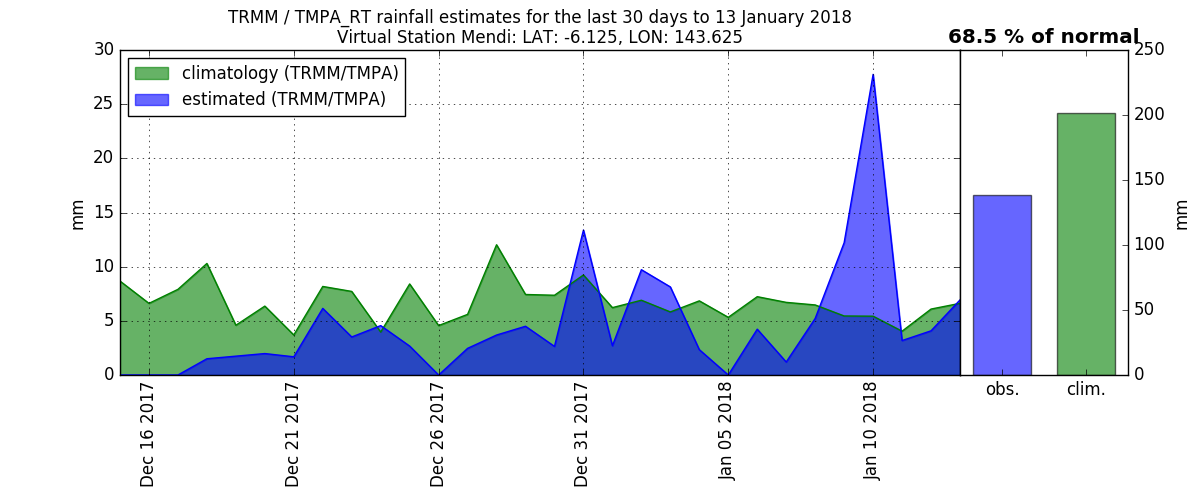 TRMM / TMPA_RT rainfall estimates for the last 30 days to 13 January 2018
Virtual Station Mendi: LAT: -6.125, LON: 143.625
68.5 % of normal
climatology (TRMM/TMPA)
estimated (TRMM/TMPA)
30
25
20
15
10
5
0
mm
Dec 16 2017
Dec 21 2017
Dec 26 2017
Dec 31 2017
Jan 05 2018
Jan 10 2018
250
200
150
100
50
0
mm
obs.
clim.